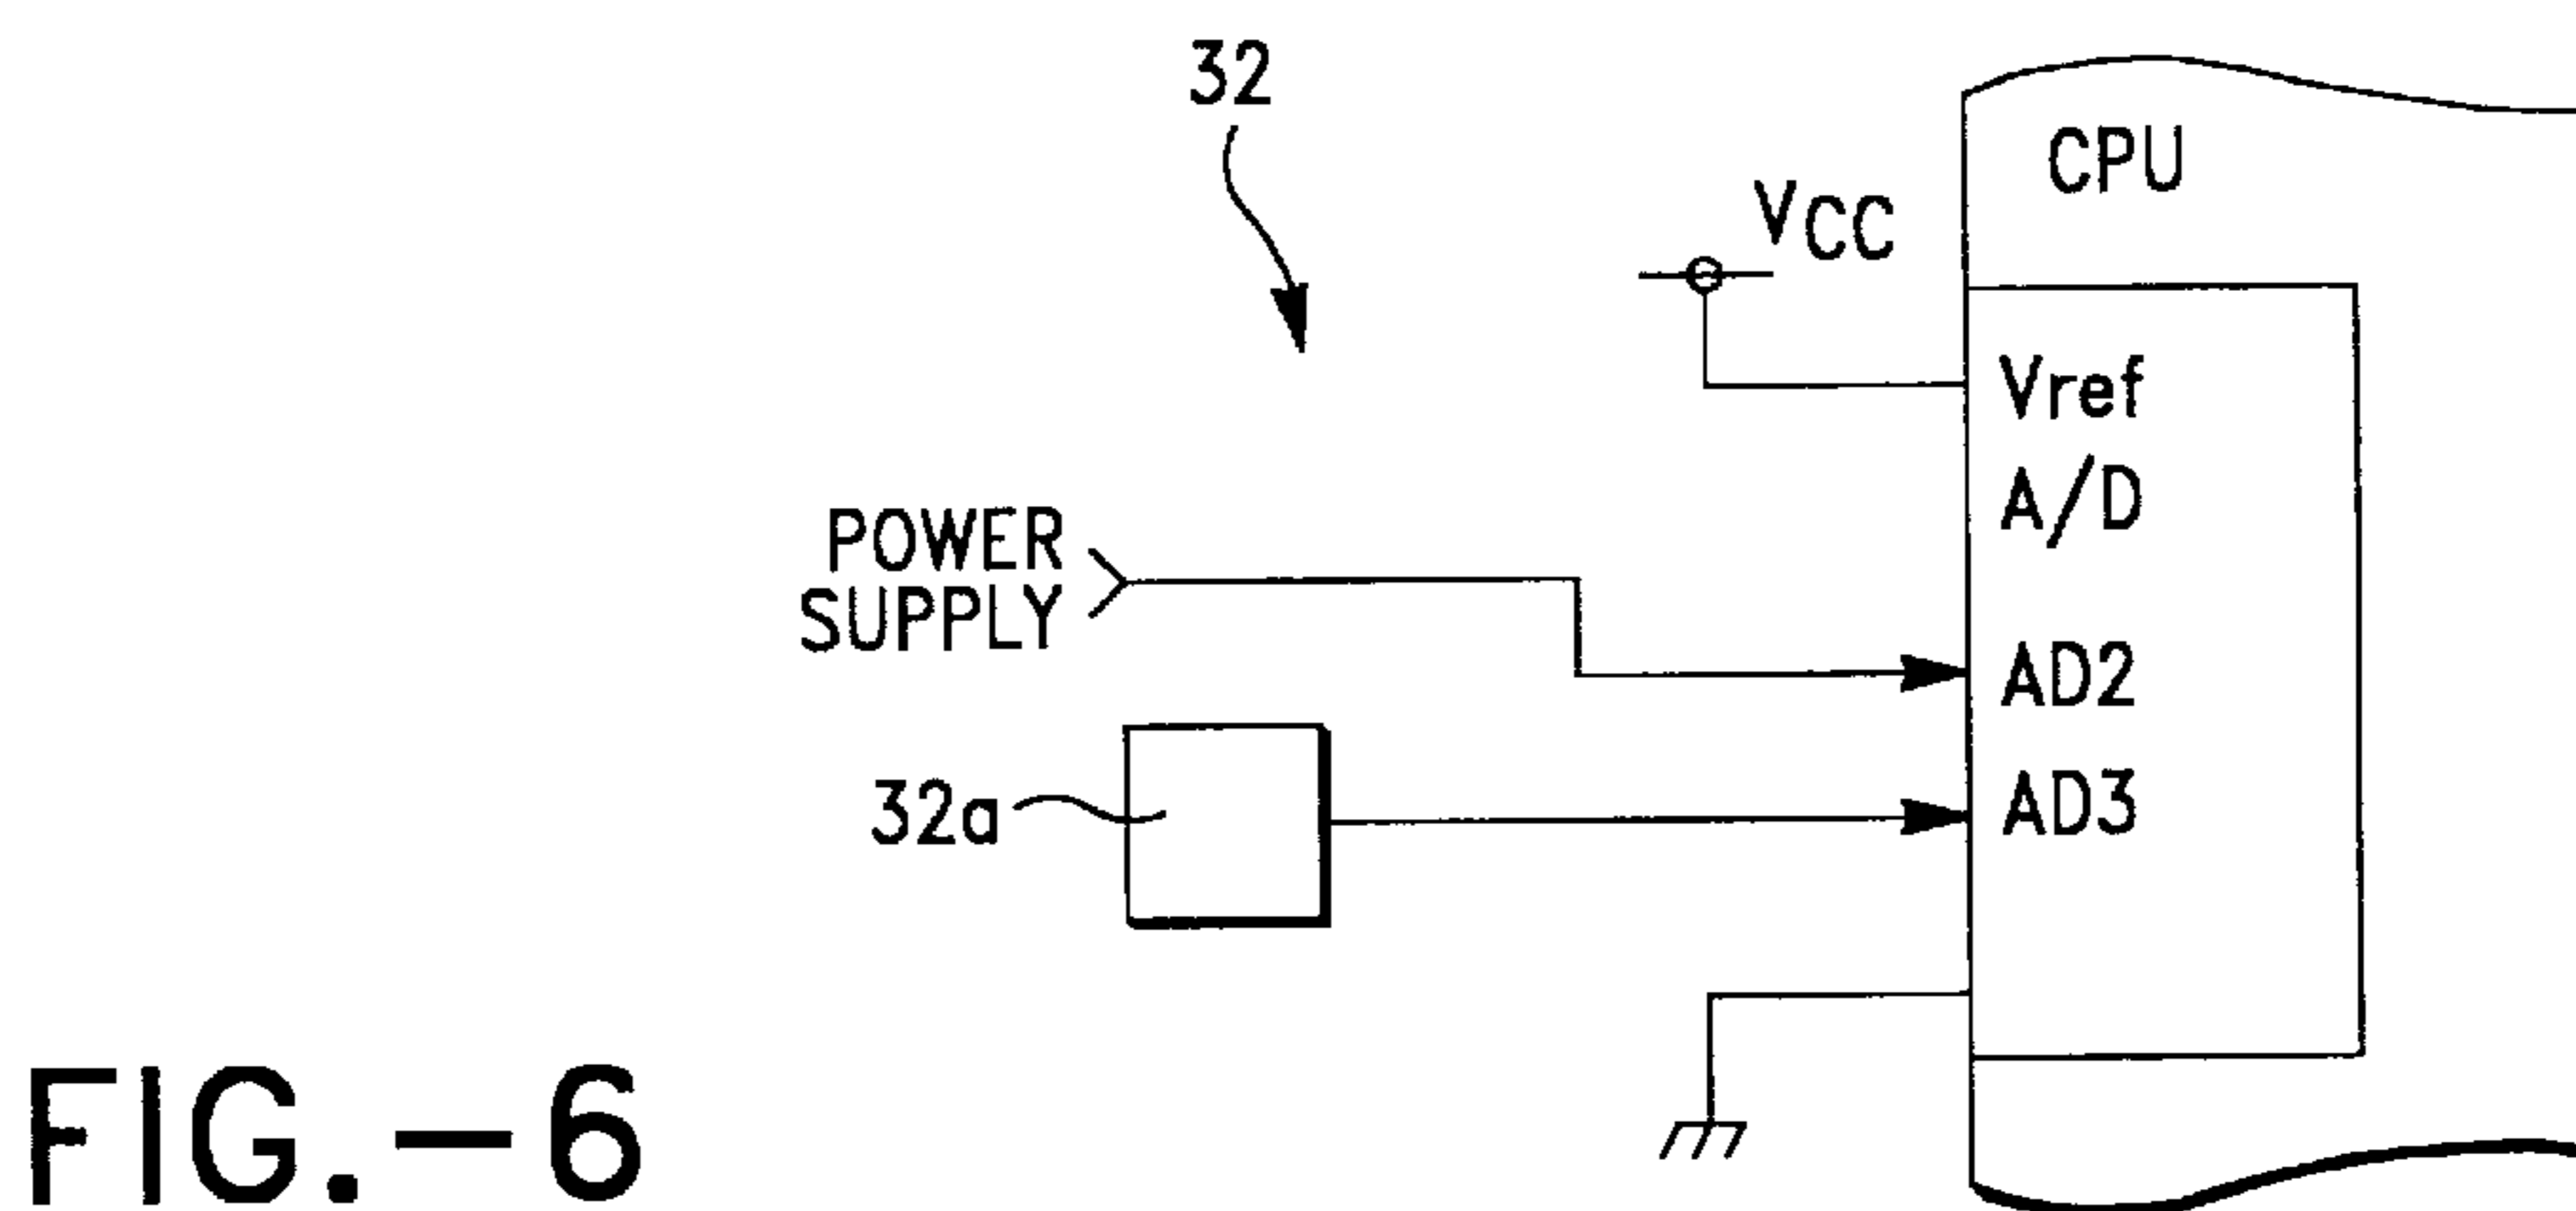 32
CPU
VCC
Vref
A/D
POWER
SUPPLY
AD2
AD3
32a
FIG.-6